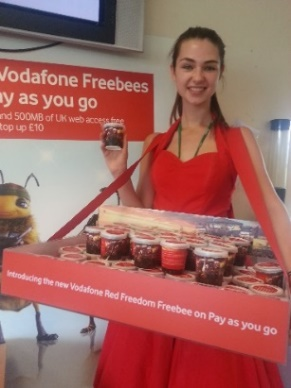 Vodafone Freebees
ay as you go
and 500MB of UK web access free
top up £10
Introducing the new Vodafone Red Freedom Freebee on Pay as you go